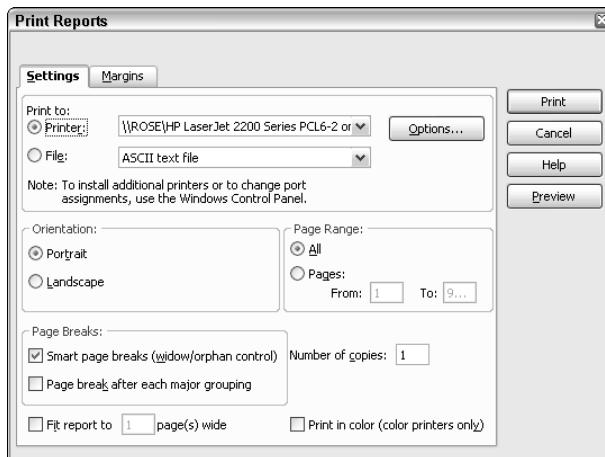 Print Reports
Settings
Margins
Print to:
Printer:
\\ROSE\HP LaserJet 2200 Series PCL6-2 or
Options...
File:
ASCII text file
Note: To install additional printers or to change port
assignments, use the Windows Control Panel.
Print
Cancel
Help
Preview
Orientation:
Portrait
Landscape
Page Range:
All
Pages:
From: 1 To: 9...
Page Breaks:
Smart page breaks (widow/orphan control)
Page break after each major grouping
Number of copies: 1
Fit report to 1 page(s) wide
Print in color (color printers only)